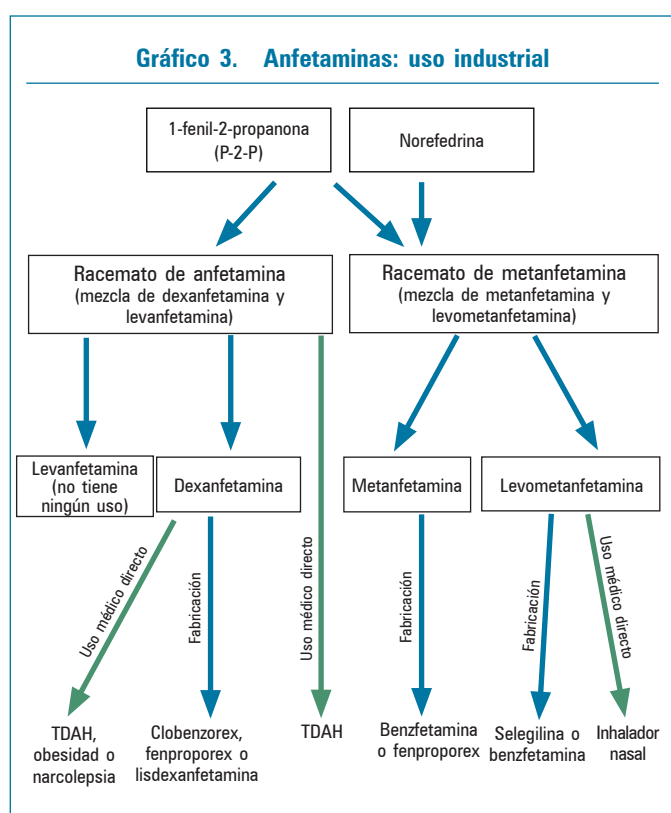 Gráfico 3. Anfetaminas: uso industrial
1-fenil-2-propanona
(P-2-P)
Norefedrina
Racemato de anfetamina
(mezcla de dexanfetamina y
levanfetamina)
Racemato de metanfetamina
(mezcla de metanfetamina y
levometanfetamina)
Levanfetamina
(no tiene
ningún uso)
Dexanfetamina
Metanfetamina
Levometanfetamina
Uso médico directo
Fabricación
Uso médico directo
Fabricación
Fabricación
Uso médico directo
TDAH,
obesidad o
narcolepsia
Clobenzorex,
fenproporex o
lisdexanfetamina
TDAH
Benzfetamina
o fenproporex
Selegilina o
benzfetamina
Inhalador
nasal